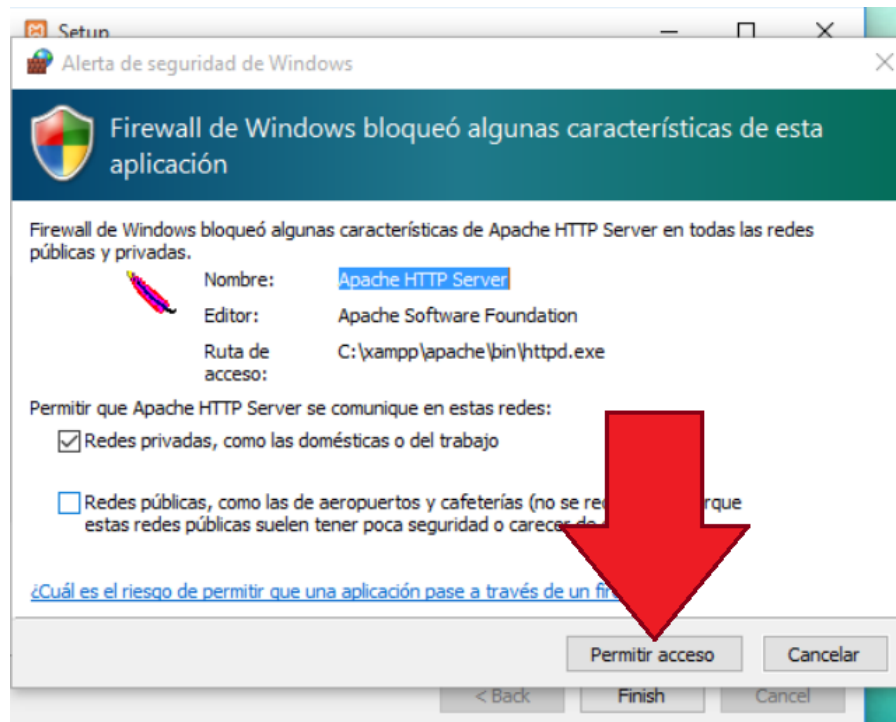 Setup
Alerta de seguridad de Windows
Firewall de Windows bloqueó algunas características de esta
aplicación
Firewall de Windows bloqueó algunas características de Apache HTTP Server en todas las redes
públicas y privadas.
Nombre: Apache HTTP Server
Editor: Apache Software Foundation
Ruta de C:\xampp\apache\bin\httpd.exe
acceso:
Permitir que Apache HTTP Server se comunique en estas redes:
Redes privadas, como las domésticas o del trabajo
Redes públicas, como las de aeropuertos y cafeterías (no se
estas redes públicas suelen tener poca seguridad o carecer de
¿Cuál es el riesgo de permitir que una aplicación pase a través de un
Permitir acceso Cancelar
< Back Finish Cancel